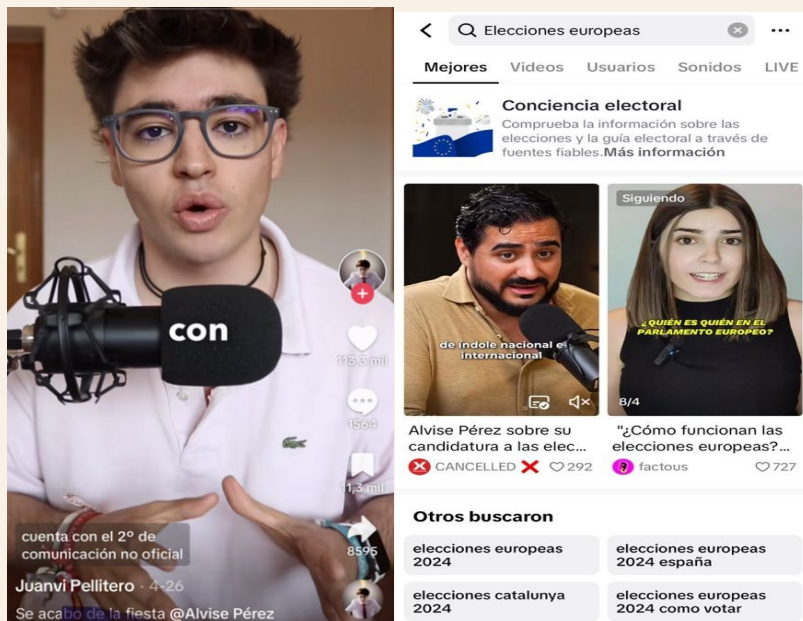 con
113,3 mil
1564
11,3 mil
8595
cuenta con el 2º de
comunicación no oficial
Juanvi Pellitero · 4-26
Se acabo de la fiesta @Alvise Pérez
Elecciones europeas
Mejores
Videos
Usuarios
Sonidos
LIVE
Conciencia electoral
Comprueba la información sobre las
elecciones y la guía electoral a través de
fuentes fiables.Más información
de índole nacional e
internacional
Alvise Pérez sobre su
candidatura a las elec...
CANCELLED
292
Siguiendo
¿QUIÉN ES QUIÉN EN EL
PARLAMENTO EUROPEO?
8/4
"¿Cómo funcionan las
elecciones europeas?...
factous
727
Otros buscaron
elecciones europeas
2024
elecciones europeas
2024 españa
elecciones catalunya
2024
elecciones europeas
2024 como votar